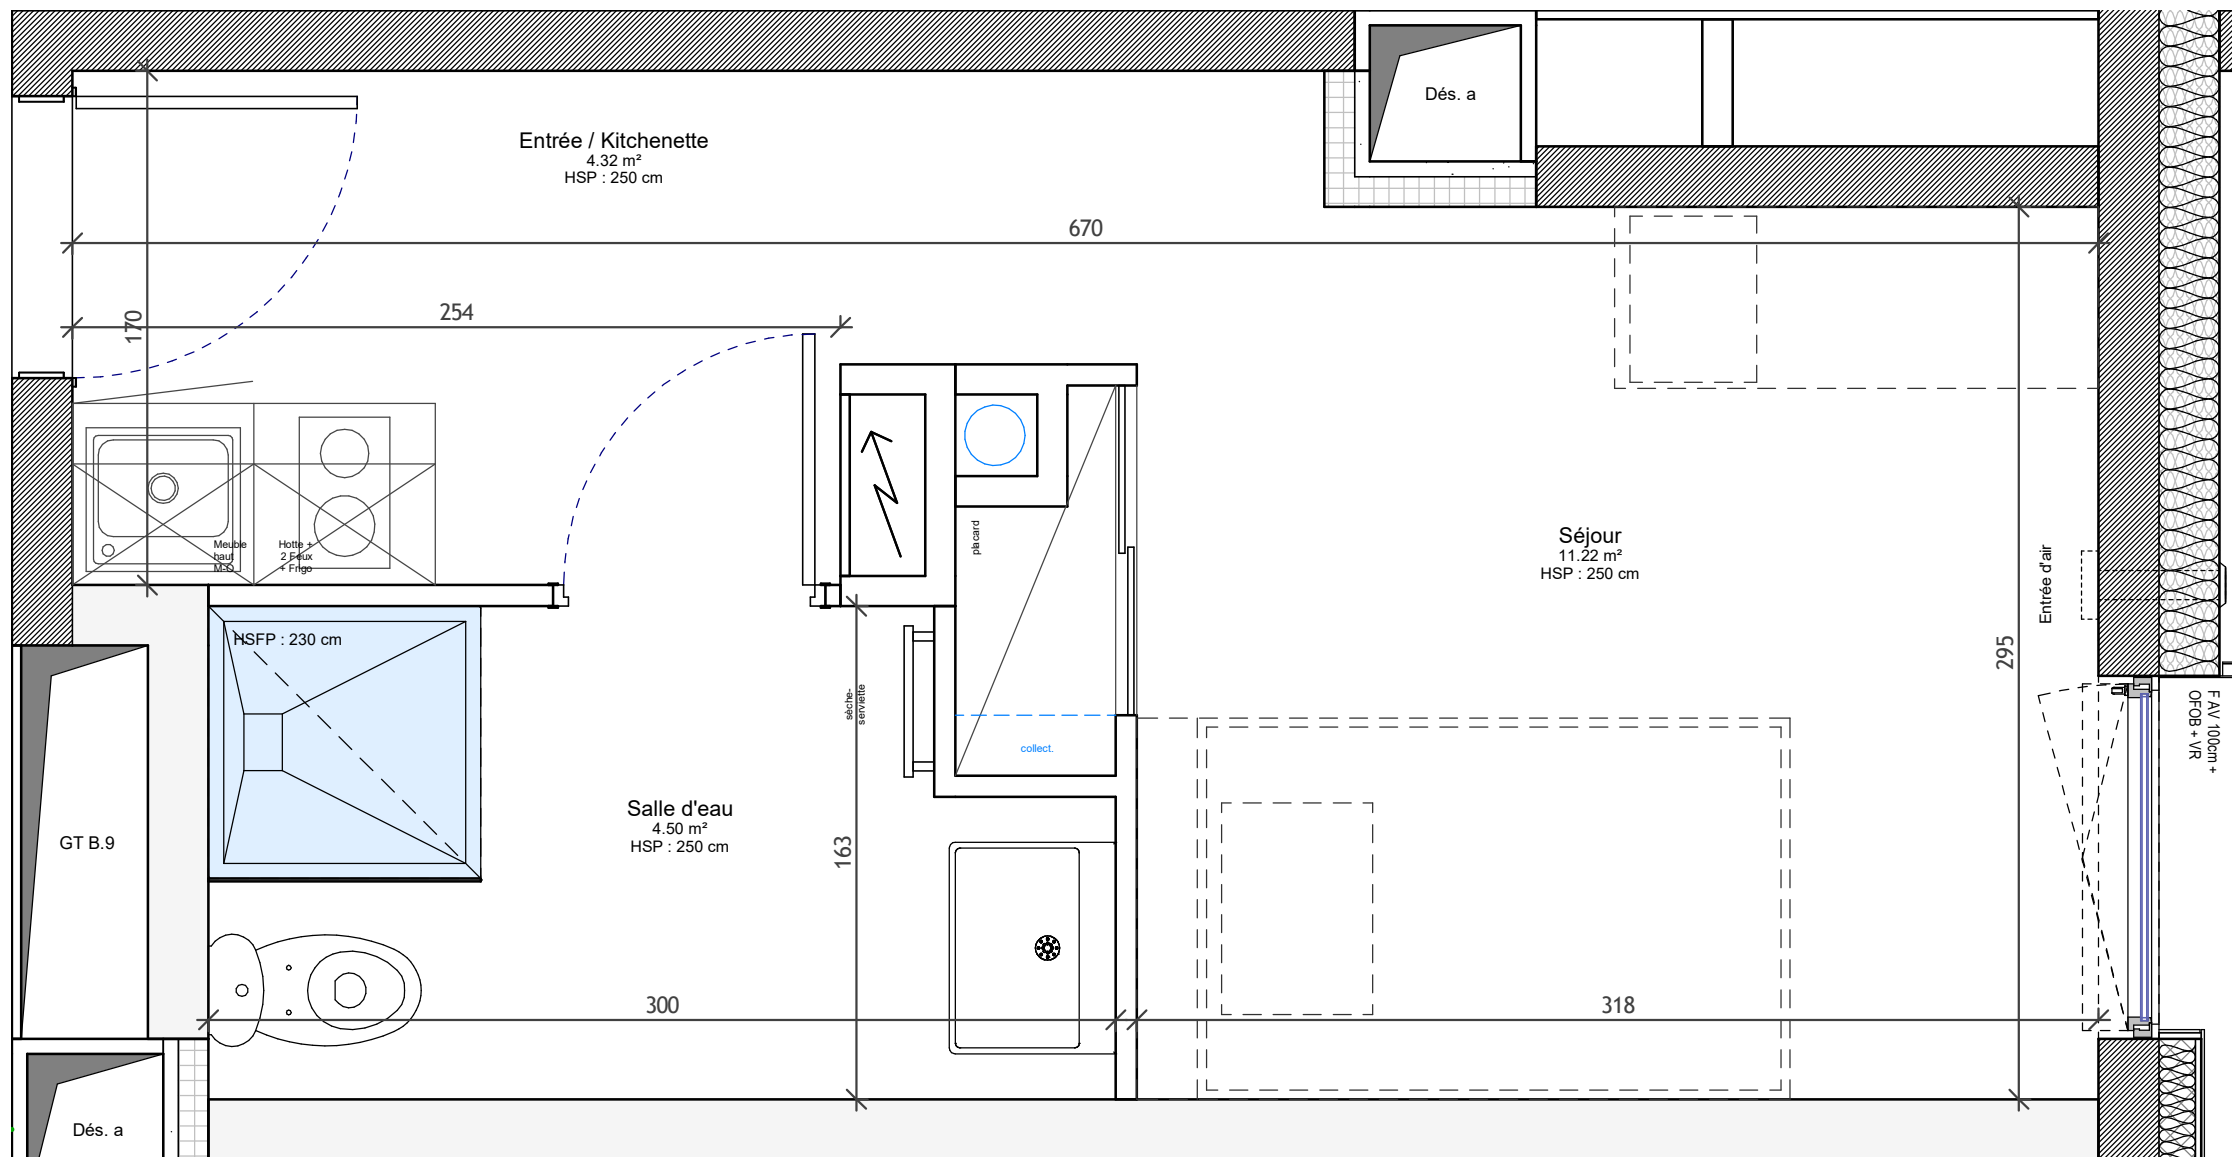 Dés. a
Entrée / Kitchenette
4.32 m²
HSP : 250 cm
670
254
170
Séjour
11.22 m²
HSP : 250 cm
placard
Entrée d'air
Meuble
haut
M-O
Hotte +
2 Feux
+ Frigo
HSFP : 230 cm
295
sèche-
serviette
F AV 100cm +
OFOB + VR
collect.
Salle d'eau
4.50 m²
HSP : 250 cm
GT B.9
163
300
318
Dés. a